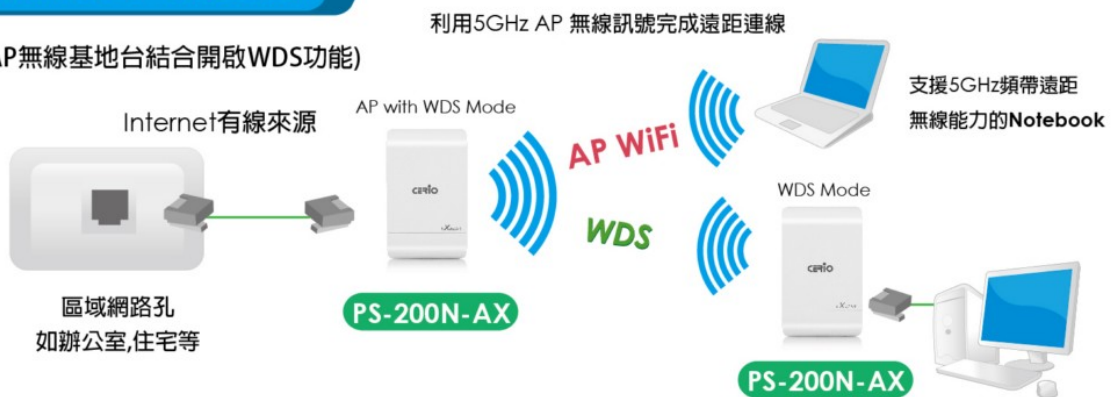 利用5GHz AP 無線訊號完成遠距連線
AP無線基地台結合開啟WDS功能)
Internet有線來源
AP with WDS Mode
CERIO
PS-200N-AX
區域網路孔
如辦公室,住宅等
AP WiFi
WDS
支援5GHz頻帶遠距
無線能力的Notebook
WDS Mode
CERIO
PS-200N-AX